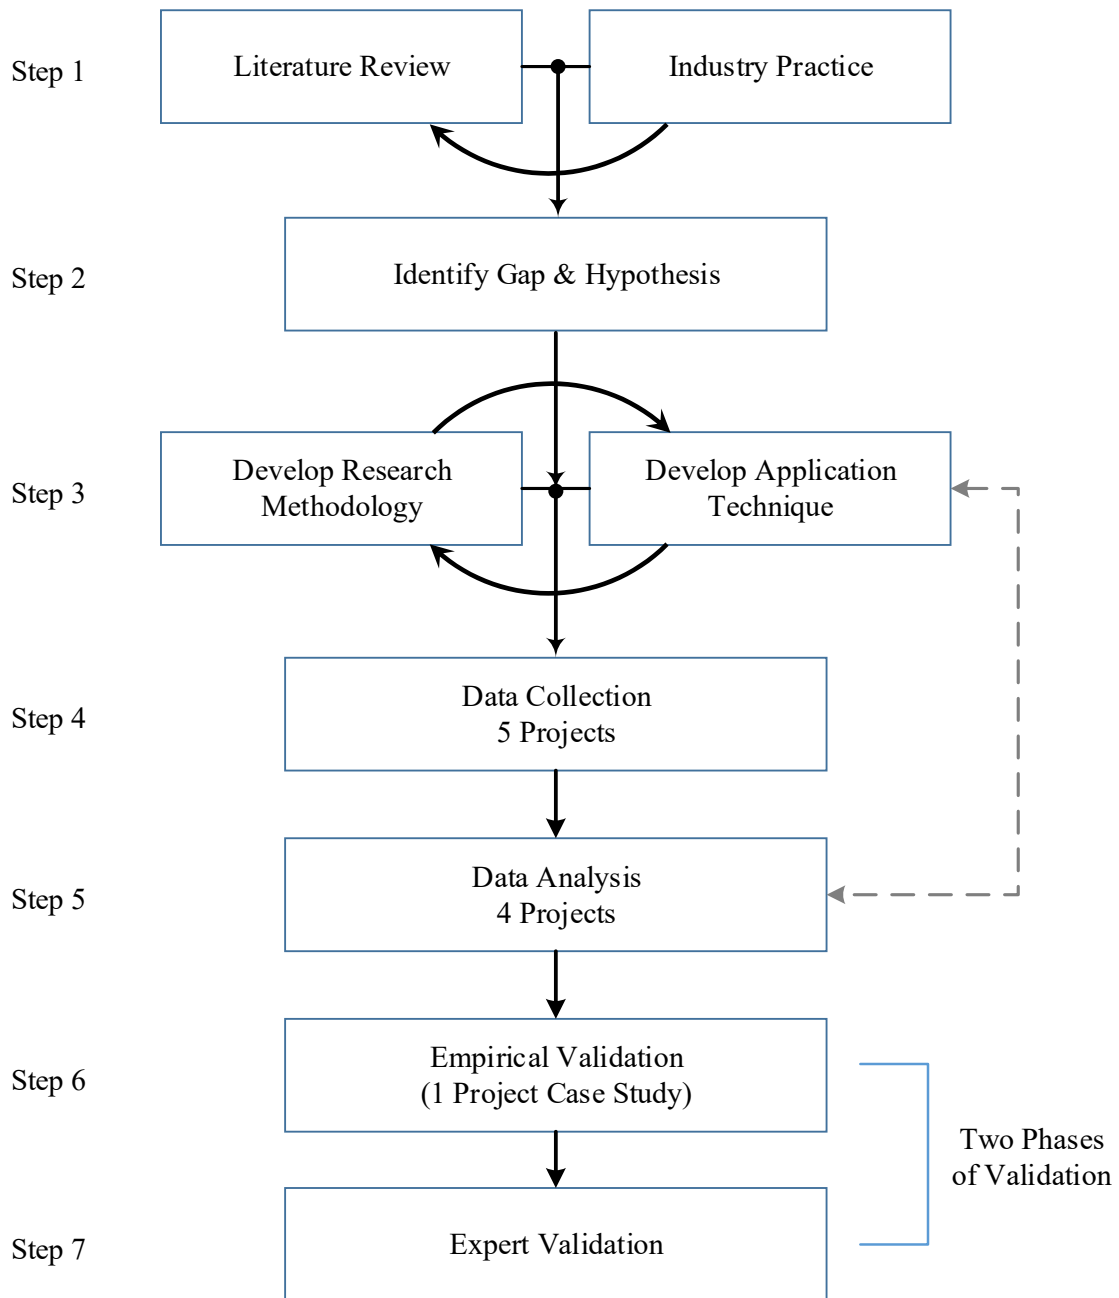 Step 1
Literature Review
Industry Practice
Step 2
Identify Gap & Hypothesis
Step 3
Develop Research
Methodology
Develop Application
Technique
Step 4
Data Collection
5 Projects
Step 5
Data Analysis
4 Projects
Step 6
Empirical Validation
(1 Project Case Study)
Two Phases
of Validation
Step 7
Expert Validation